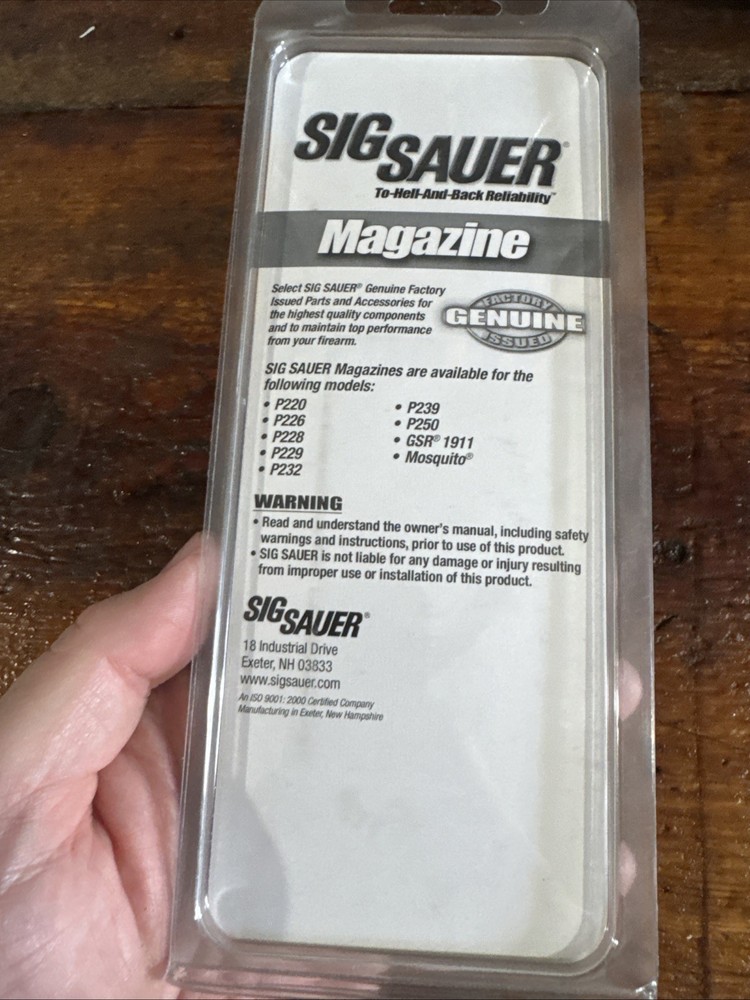 SIG SAUER®
To-Hell-And-Back Reliability™
Magazine
Select SIG SAUER® Genuine Factory
Issued Parts and Accessories for
the highest quality components
and to maintain top performance
from your firearm.
FACTORY
GENUINE
ISSUED
SIG SAUER Magazines are available for the
following models:
• P220
• P226
• P228
• P229
• P232
• P239
• P250
• GSR® 1911
• Mosquito®
WARNING
• Read and understand the owner's manual, including safety
warnings and instructions, prior to use of this product.
• SIG SAUER is not liable for any damage or injury resulting
from improper use or installation of this product.
SIG SAUER®
18 Industrial Drive
Exeter, NH 03833
www.sigsauer.com
An ISO 9001: 2000 Certified Company
Manufacturing in Exeter, New Hampshire